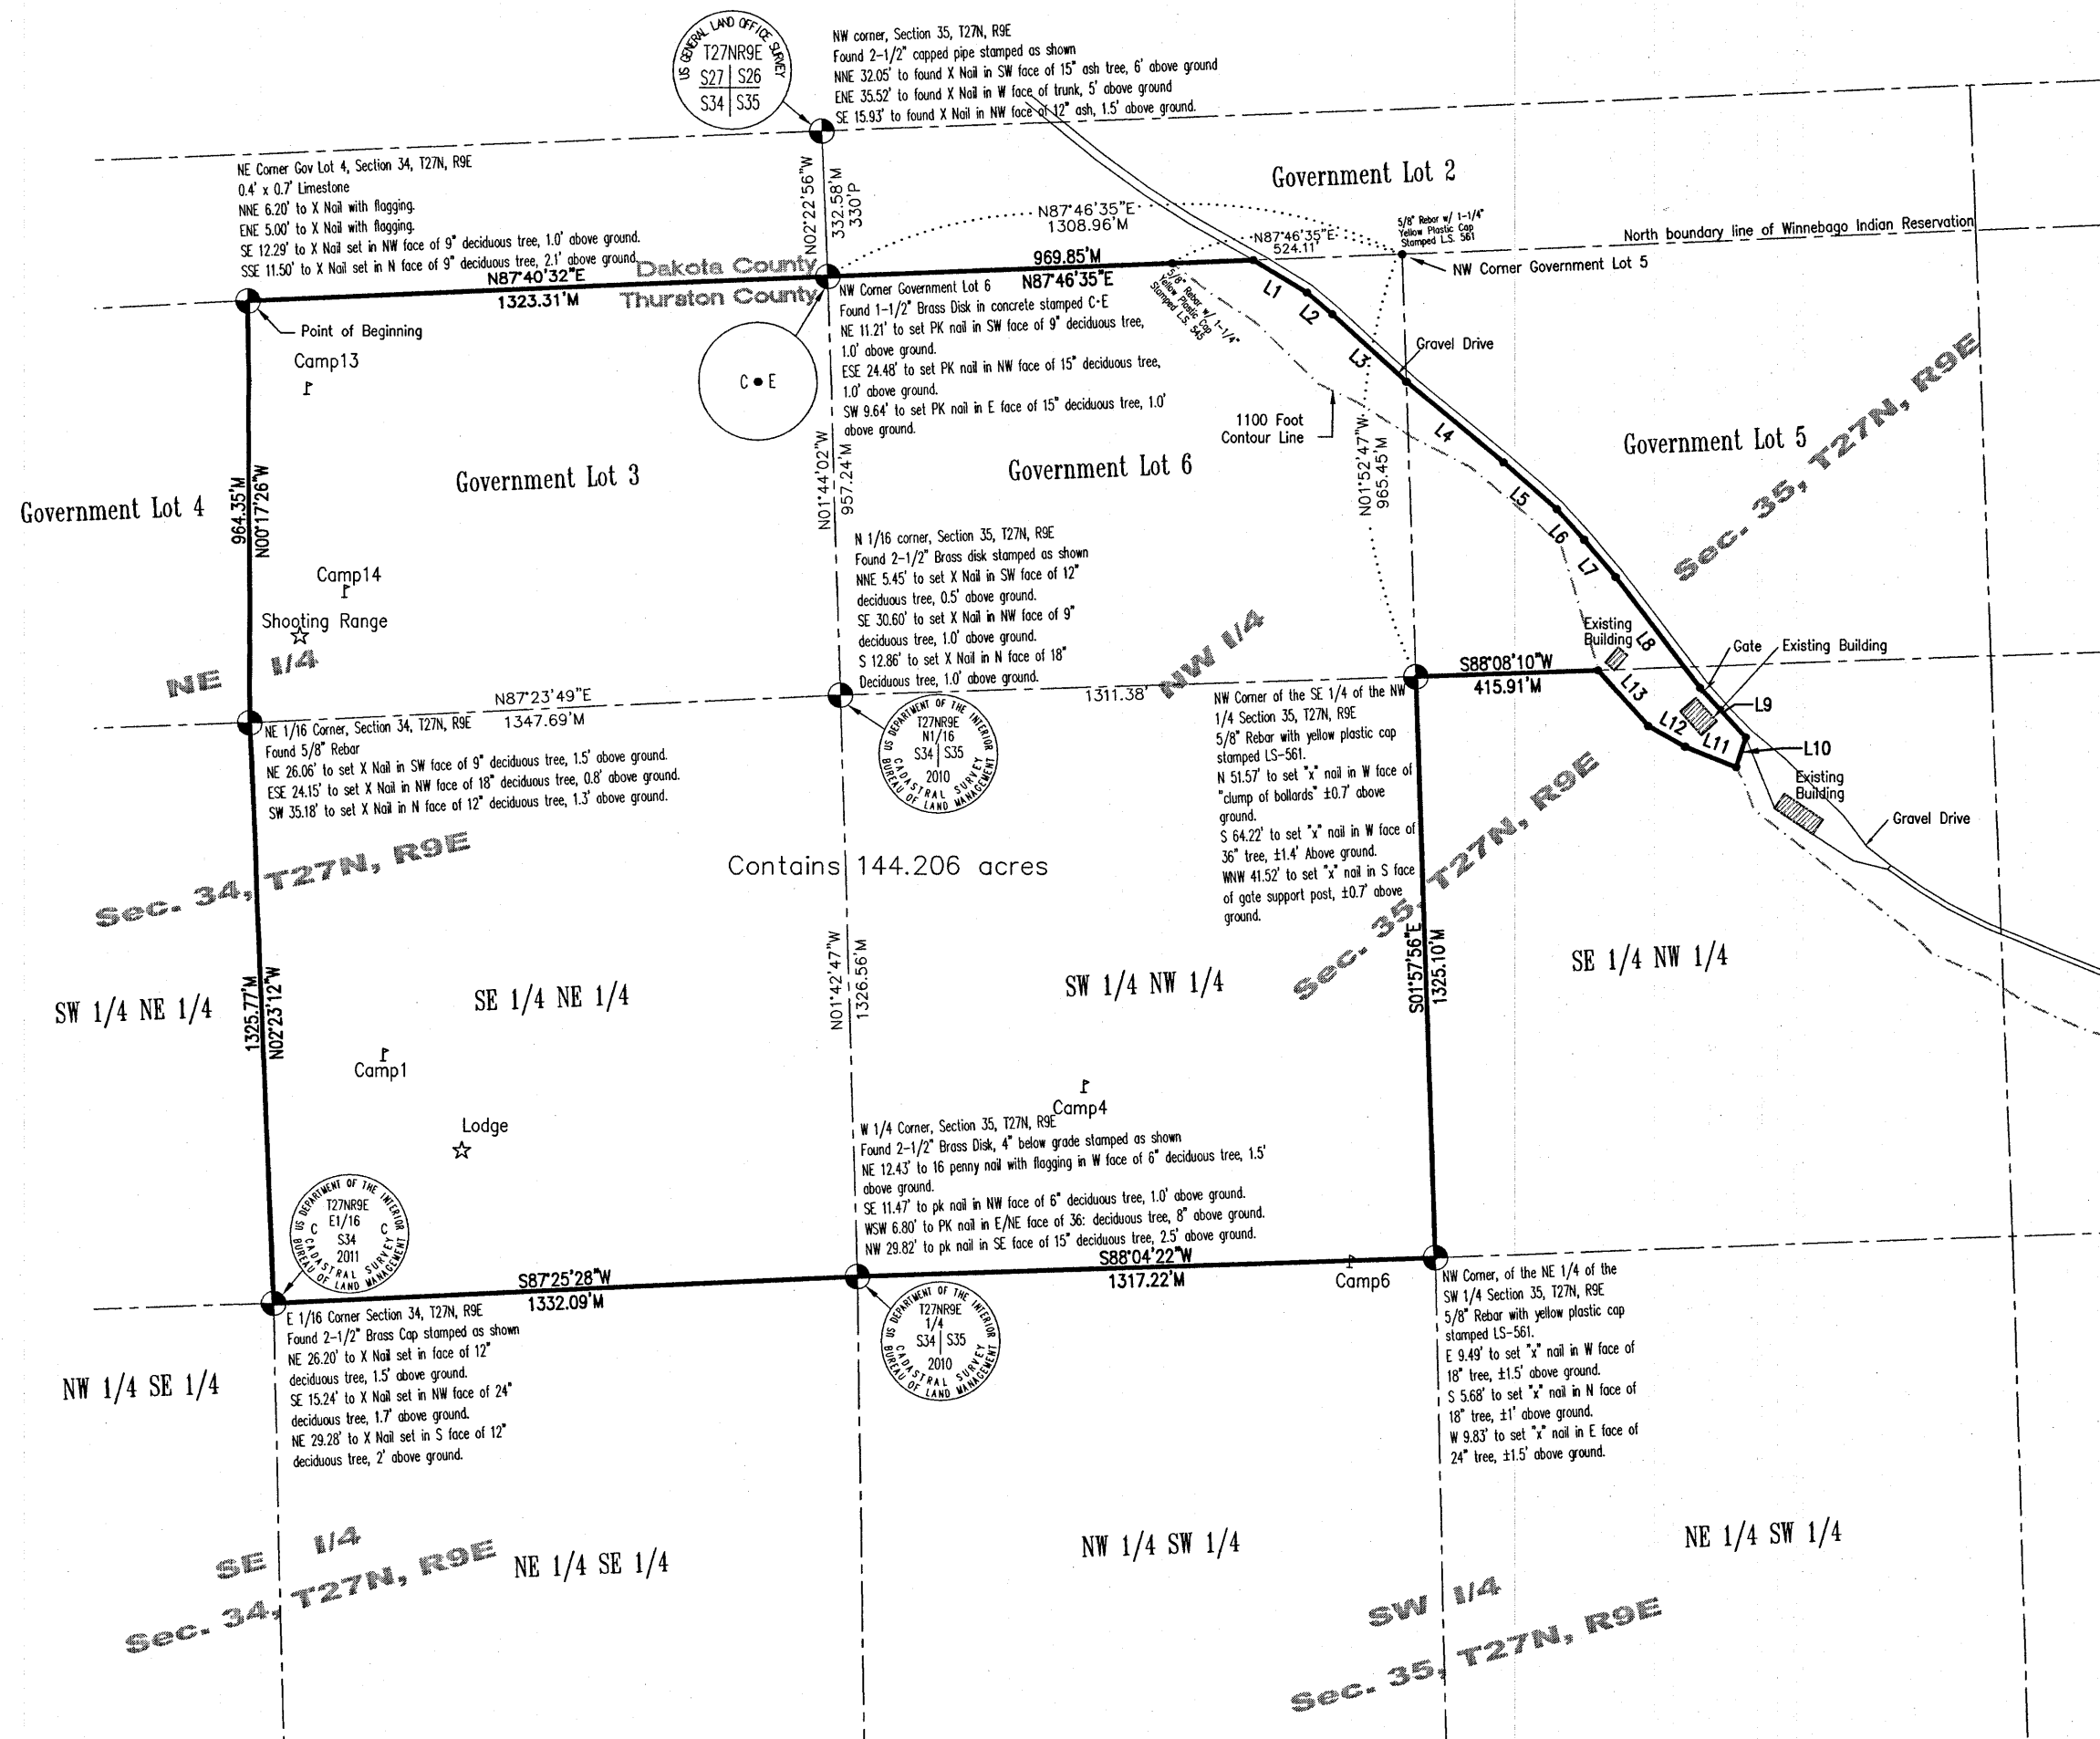 US GENERAL LAND OFFICE SURVEY
T27NR9E
S27 S26
S34 S35
NW corner, Section 35, T27N, R9E
Found 2-1/2" capped pipe stamped as shown
NNE 32.05' to found X Nail in SW face of 15" ash tree, 6' above ground
ENE 35.52' to found X Nail in W face of trunk, 5' above ground
SE 15.93' to found X Nail in NW face of 12" ash, 1.5' above ground.
NE Corner Gov Lot 4, Section 34, T27N, R9E
0.4' x 0.7' Limestone
NNE 6.20' to X Nail with flagging.
ENE 5.00' to X Nail with flagging.
SE 12.29' to X Nail set in NW face of 9" deciduous tree, 1.0' above ground.
SSE 11.50' to X Nail set in N face of 9" deciduous tree, 2.1' above ground.
N87°40'32"E
1323.31'M
Dakota County
Thurston County
N02°22'56"W
332.58'M
330'P
N87°46'35"E
1308.96'M
N87°46'35"E
524.11'
969.85'M
N87°46'35"E
Government Lot 2
5/8" Rebar w/ 1-1/4"
Yellow Plastic Cap
Stamped L.S. 561
North boundary line of Winnebago Indian Reservation
NW Corner Government Lot 5
Point of Beginning
Camp13
NW Corner Government Lot 6
Found 1-1/2" Brass Disk in concrete stamped C•E
NE 11.21' to set PK nail in SW face of 9" deciduous tree,
1.0' above ground.
ESE 24.48' to set PK nail in NW face of 15" deciduous tree,
1.0' above ground.
SW 9.64' to set PK nail in E face of 15" deciduous tree, 1.0'
above ground.
C • E
5/8" Rebar w/ 1-1/4"
Yellow Plastic Cap
Stamped L.S. 545
L1
L2
L3
Gravel Drive
L4
L5
L6
L7
L8
1100 Foot
Contour Line
N01°52'47"W
965.45'M
Government Lot 5
Sec. 35, T27N, R9E
Government Lot 4
964.35'M
N00°17'26"W
Government Lot 3
N01°44'02"W
957.24'M
Government Lot 6
Camp14
Shooting Range
NE 1/4
N 1/16 corner, Section 35, T27N, R9E
Found 2-1/2" Brass disk stamped as shown
NNE 5.45' to set X Nail in SW face of 12"
deciduous tree, 0.5' above ground.
SE 30.60' to set X Nail in NW face of 9"
deciduous tree, 1.0' above ground.
S 12.86' to set X Nail in N face of 18"
Deciduous tree, 1.0' above ground.
NW 1/4
1311.38'
Existing
Building
S88°08'10"W
415.91'M
Gate
Existing Building
L9
L10
L11
L12
L13
Existing
Building
Gravel Drive
N87°23'49"E
1347.69'M
NE 1/16 Corner, Section 34, T27N, R9E
Found 5/8" Rebar
NE 26.06' to set X Nail in SW face of 9" deciduous tree, 1.5' above ground.
ESE 24.15' to set X Nail in NW face of 18" deciduous tree, 0.8' above ground.
SW 35.18' to set X Nail in N face of 12" deciduous tree, 1.3' above ground.
US DEPARTMENT OF THE INTERIOR
T27NR9E
N1/16
S34 S35
2010
CADASTRAL SURVEY
BUREAU OF LAND MANAGEMENT
NW Corner of the SE 1/4 of the NW
1/4 Section 35, T27N, R9E
5/8" Rebar with yellow plastic cap
stamped LS-561.
N 51.57' to set "x" nail in W face of
"clump of bollards" ±0.7' above
ground.
S 64.22' to set "x" nail in W face of
36" tree, ±1.4' Above ground.
WNW 41.52' to set "x" nail in S face
of gate support post, ±0.7' above
ground.
Sec. 34, T27N, R9E
Contains 144.206 acres
Sec. 35, T27N, R9E
SW 1/4 NE 1/4
1325.77'M
N02°23'12"W
SE 1/4 NE 1/4
N01°42'47"W
1326.56'M
SW 1/4 NW 1/4
S01°57'56"E
1325.10'M
SE 1/4 NW 1/4
Camp1
Camp4
Lodge
W 1/4 Corner, Section 35, T27N, R9E
Found 2-1/2" Brass Disk, 4" below grade stamped as shown
NE 12.43' to 16 penny nail with flagging in W face of 6" deciduous tree, 1.5'
above ground.
SE 11.47' to pk nail in NW face of 6" deciduous tree, 1.0' above ground.
WSW 6.80' to PK nail in E/NE face of 36: deciduous tree, 8" above ground.
NW 29.82' to pk nail in SE face of 15" deciduous tree, 2.5' above ground.
US DEPARTMENT OF THE INTERIOR
T27NR9E
E1/16
C C
S34
2011
CADASTRAL SURVEY
BUREAU OF LAND MANAGEMENT
S87°25'28"W
1332.09'M
S88°04'22"W
1317.22'M
Camp6
E 1/16 Corner Section 34, T27N, R9E
Found 2-1/2" Brass Cap stamped as shown
NE 26.20' to X Nail set in face of 12"
deciduous tree, 1.5' above ground.
SE 15.24' to X Nail set in NW face of 24"
deciduous tree, 1.7' above ground.
NE 29.28' to X Nail set in S face of 12"
deciduous tree, 2' above ground.
US DEPARTMENT OF THE INTERIOR
T27NR9E
1/4
S34 S35
2010
CADASTRAL SURVEY
BUREAU OF LAND MANAGEMENT
NW Corner, of the NE 1/4 of the
SW 1/4 Section 35, T27N, R9E
5/8" Rebar with yellow plastic cap
stamped LS-561.
E 9.49' to set "x" nail in W face of
18" tree, ±1.5' above ground.
S 5.68' to set "x" nail in N face of
18" tree, ±1' above ground.
W 9.83' to set "x" nail in E face of
24" tree, ±1.5' above ground.
NW 1/4 SE 1/4
SE 1/4
Sec. 34, T27N, R9E
NE 1/4 SE 1/4
NW 1/4 SW 1/4
NE 1/4 SW 1/4
SW 1/4
Sec. 35, T27N, R9E